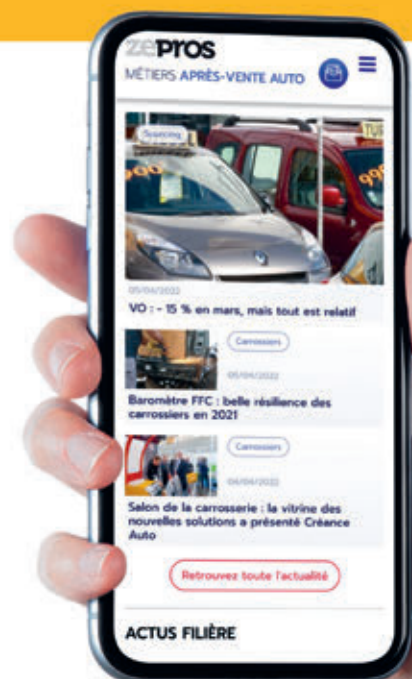 zepros
MÉTIERS APRÈS-VENTE AUTO
Sourcing
05/04/2022
VO : - 15 % en mars, mais tout est relatif
Carrossiers
05/04/2022
Baromètre FFC : belle résilience des
carrossiers en 2021
Carrossiers
04/04/2022
Salon de la carrosserie : la vitrine des
nouvelles solutions a présenté Créance
Auto
Retrouvez toute l'actualité
ACTUS FILIÈRE